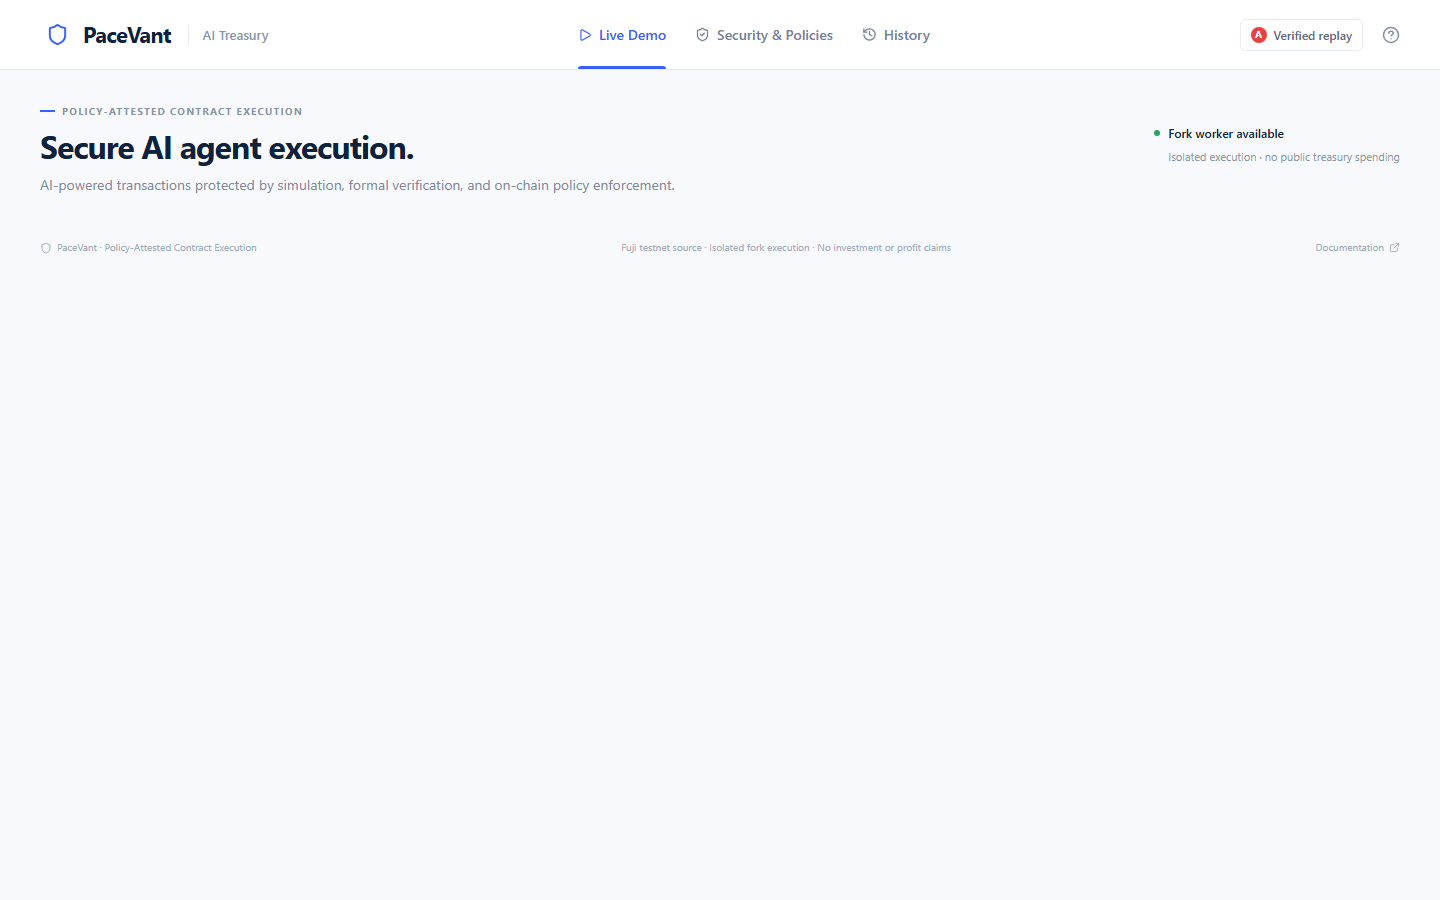 PaceVant
AI Treasury
Live Demo
Security & Policies
History
A
Verified replay
POLICY-ATTESTED CONTRACT EXECUTION
Secure AI agent execution.
AI-powered transactions protected by simulation, formal verification, and on-chain policy enforcement.
Fork worker available
Isolated execution · no public treasury spending
PaceVant · Policy-Attested Contract Execution
Fuji testnet source · Isolated fork execution · No investment or profit claims
Documentation